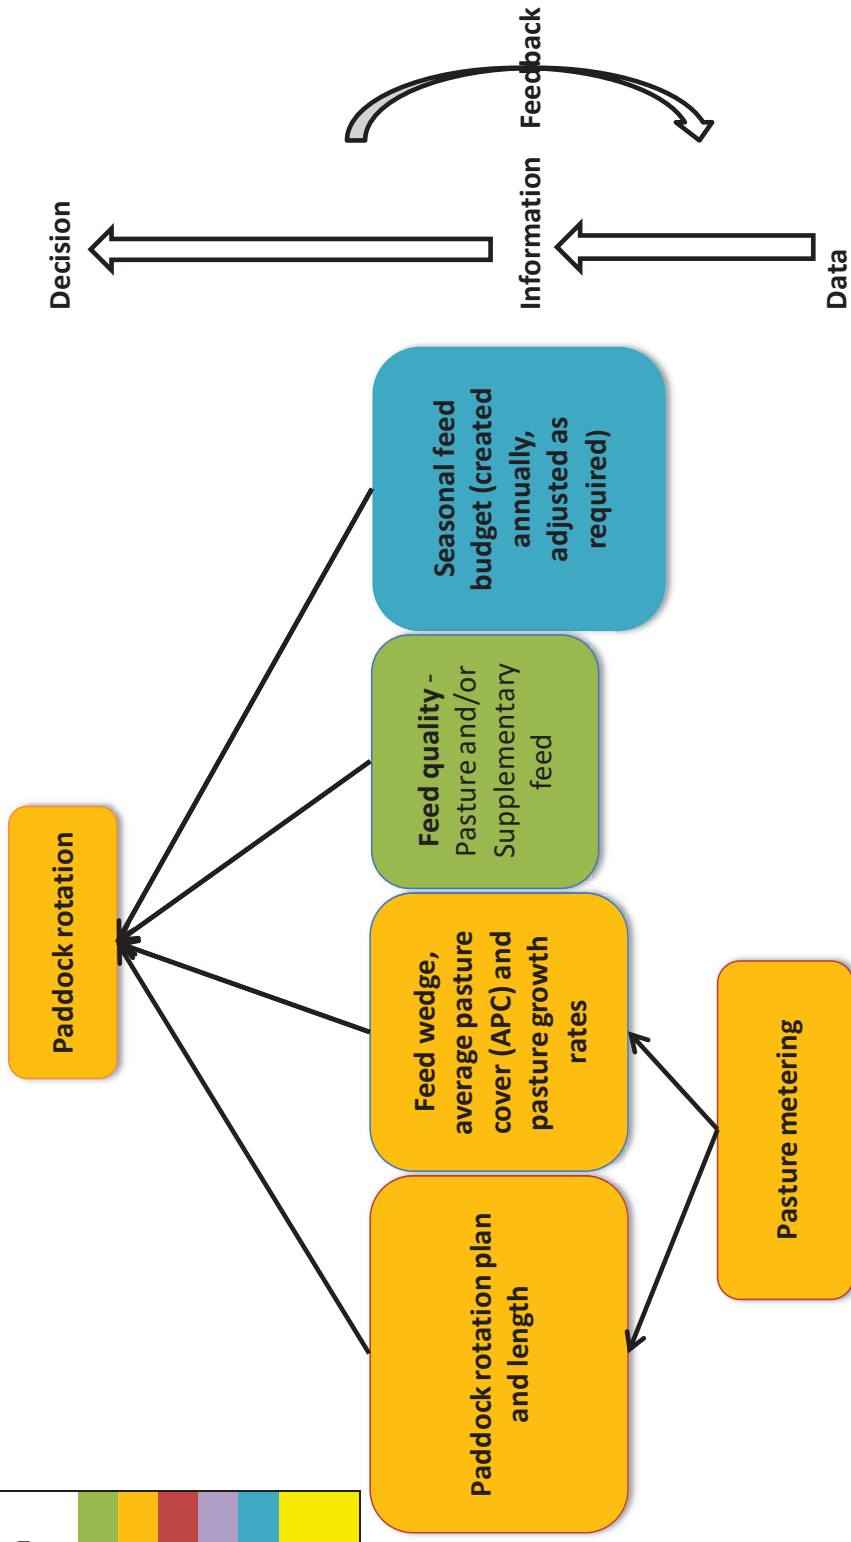 Paddock rotation
Paddock rotation plan
and length
Feed wedge,
average pasture
cover (APC) and
pasture growth
rates
Feed quality -
Pasture and/or
Supplementary
feed
Seasonal feed
budget (created
annually,
adjusted as
required)
Pasture metering
Decision
Information
Feedback
Data